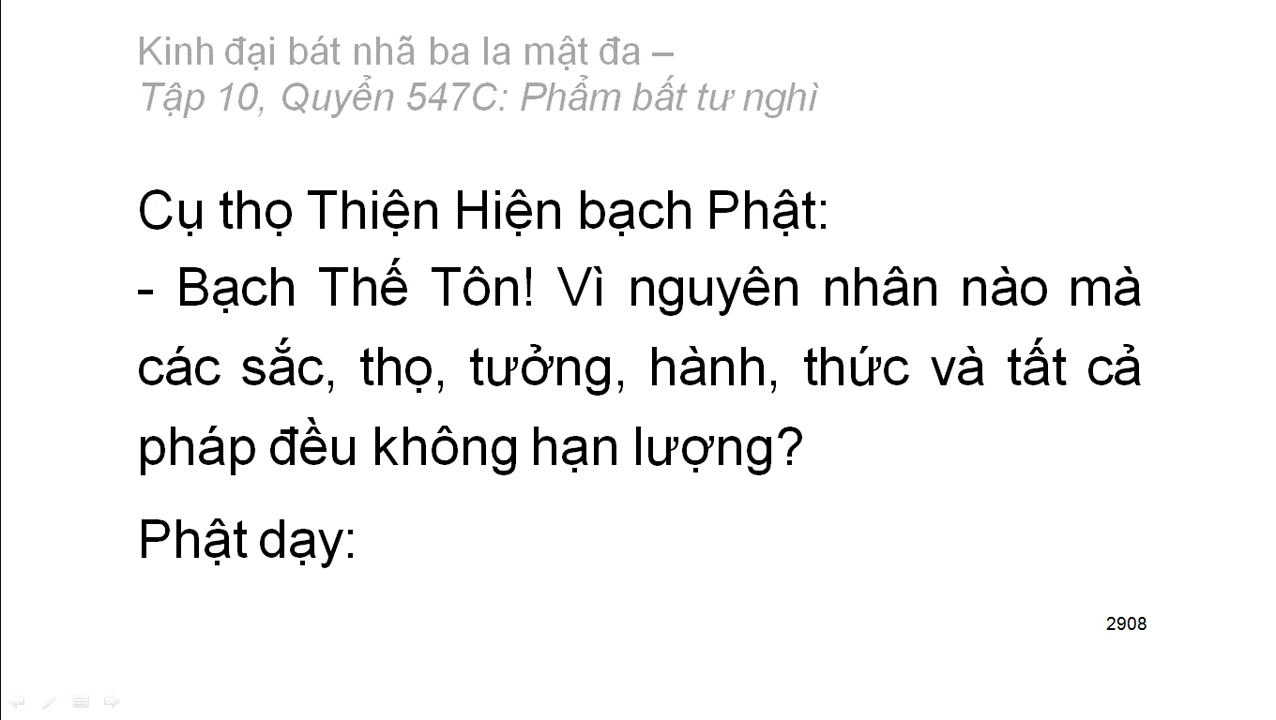 Kinh đại bát nhã ba la mật đa –
Tập 10, Quyển 547C: Phẩm bất tư nghì
Cụ thọ Thiện Hiện bạch Phật:
- Bạch Thế Tôn! Vì nguyên nhân nào mà
các sắc, thọ, tưởng, hành, thức và tất cả
pháp đều không hạn lượng?
Phật dạy:
2908